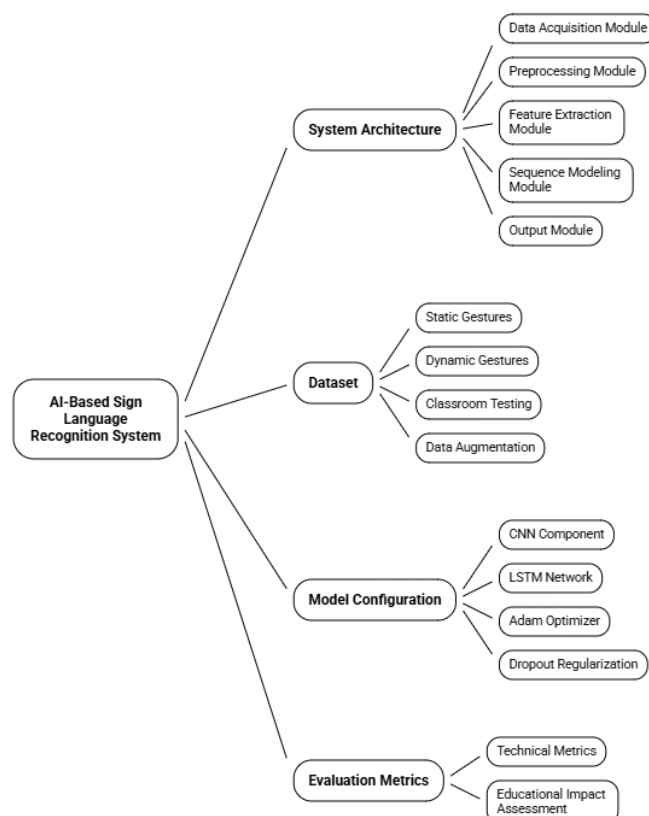 AI-Based Sign
Language
Recognition System
System Architecture
Data Acquisition Module
Preprocessing Module
Feature Extraction
Module
Sequence Modeling
Module
Output Module
Dataset
Static Gestures
Dynamic Gestures
Classroom Testing
Data Augmentation
Model Configuration
CNN Component
LSTM Network
Adam Optimizer
Dropout Regularization
Evaluation Metrics
Technical Metrics
Educational Impact
Assessment